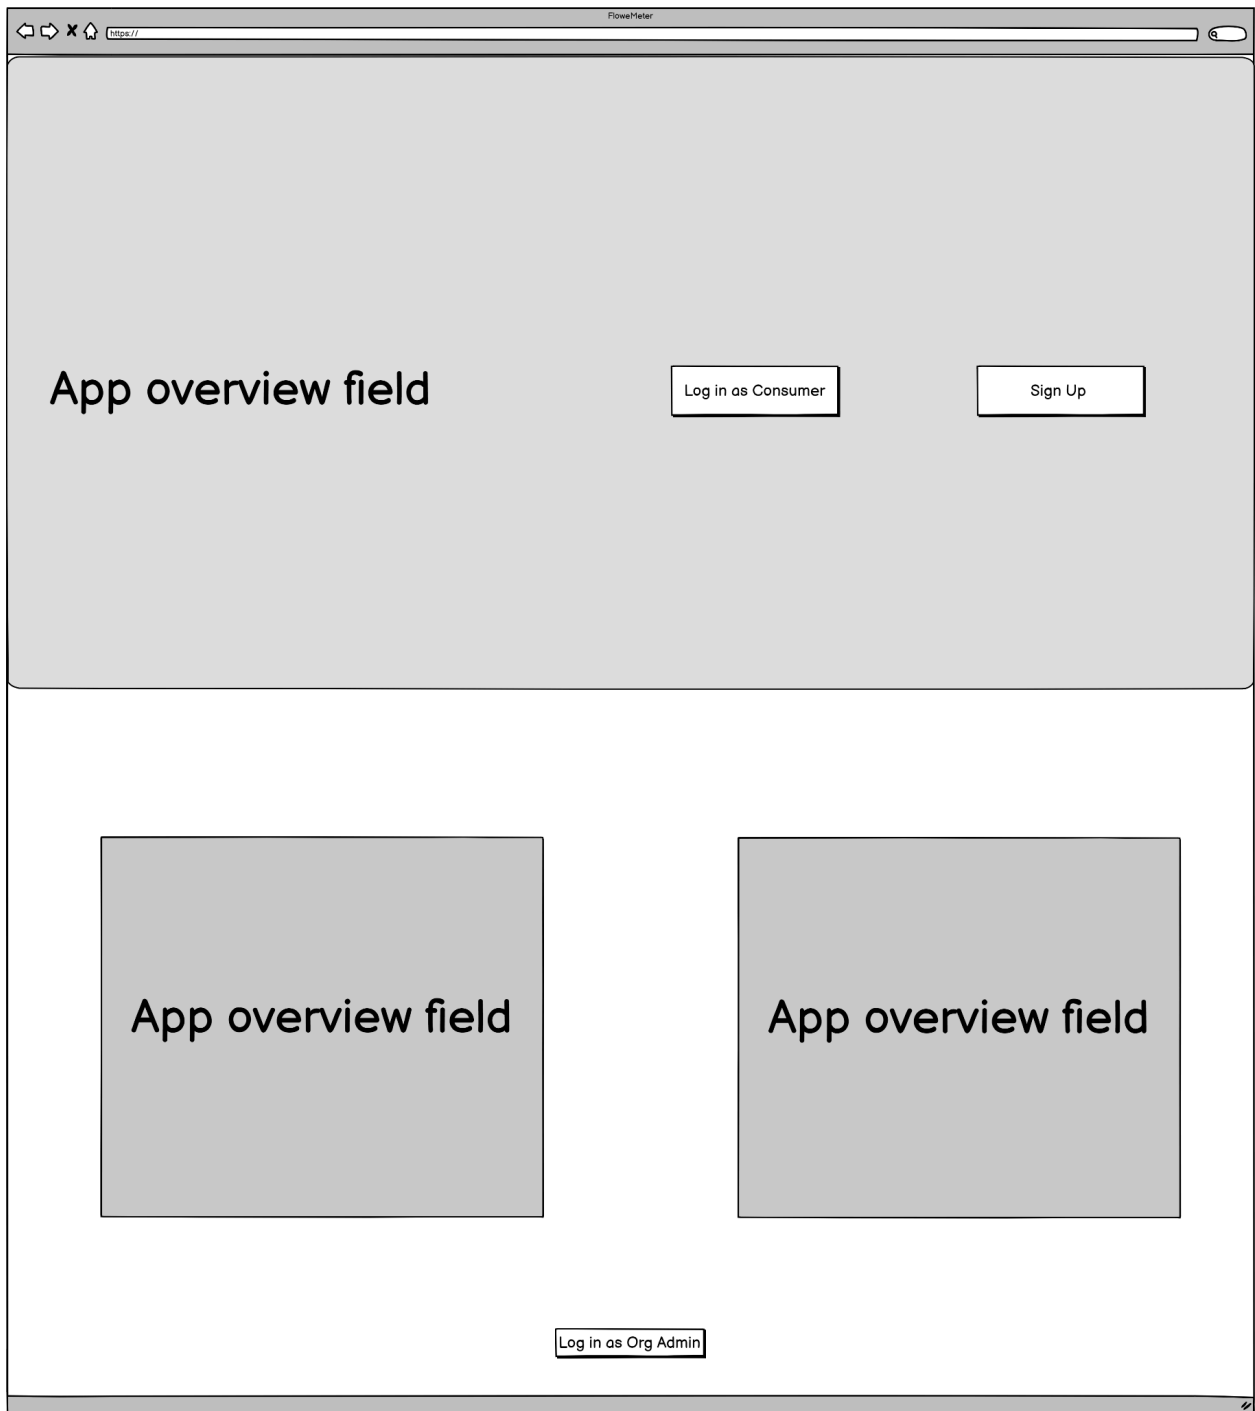 FloweMeter
https://
App overview field
Log in as Consumer
Sign Up
App overview field
App overview field
Log in as Org Admin